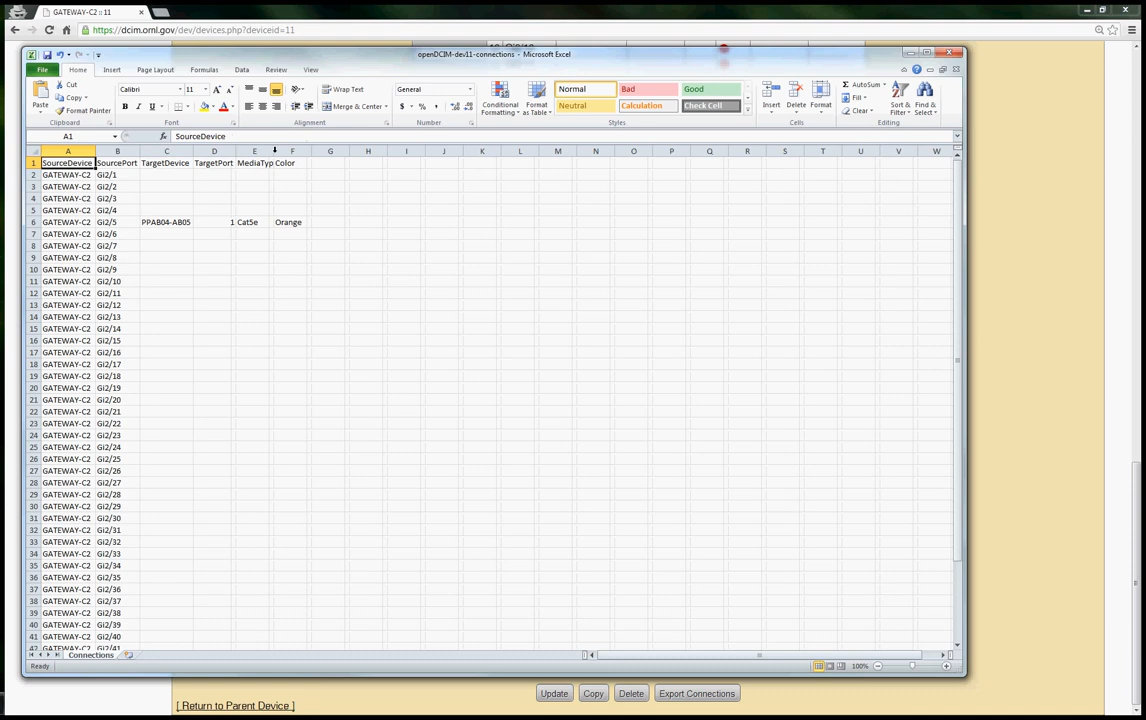 GATEWAY-C2 :: 11
https://dcim.ornl.gov/dev/devices.php?deviceid=11
openDCIM-dev11-connections - Microsoft Excel
File Home Insert Page Layout Formulas Data Review View
Paste
Cut
Copy
Format Painter
Clipboard
Calibri 11
B I U
Font
Wrap Text
Merge & Center
Alignment
General
$ % ,
Number
Conditional Formatting
Format as Table
Normal Bad Good
Neutral Calculation Check Cell
Styles
Insert Delete Format
Cells
AutoSum
Fill
Clear
Sort & Filter
Find & Select
Editing
A1 fx SourceDevice
A B C D E F G H I J K L M N O P Q R S T U V W
1 SourceDevice SourcePort TargetDevice TargetPort MediaTyp Color
2 GATEWAY-C2 Gi2/1
3 GATEWAY-C2 Gi2/2
4 GATEWAY-C2 Gi2/3
5 GATEWAY-C2 Gi2/4
6 GATEWAY-C2 Gi2/5 PPAB04-AB05 1 Cat5e Orange
7 GATEWAY-C2 Gi2/6
8 GATEWAY-C2 Gi2/7
9 GATEWAY-C2 Gi2/8
10 GATEWAY-C2 Gi2/9
11 GATEWAY-C2 Gi2/10
12 GATEWAY-C2 Gi2/11
13 GATEWAY-C2 Gi2/12
14 GATEWAY-C2 Gi2/13
15 GATEWAY-C2 Gi2/14
16 GATEWAY-C2 Gi2/15
17 GATEWAY-C2 Gi2/16
18 GATEWAY-C2 Gi2/17
19 GATEWAY-C2 Gi2/18
20 GATEWAY-C2 Gi2/19
21 GATEWAY-C2 Gi2/20
22 GATEWAY-C2 Gi2/21
23 GATEWAY-C2 Gi2/22
24 GATEWAY-C2 Gi2/23
25 GATEWAY-C2 Gi2/24
26 GATEWAY-C2 Gi2/25
27 GATEWAY-C2 Gi2/26
28 GATEWAY-C2 Gi2/27
29 GATEWAY-C2 Gi2/28
30 GATEWAY-C2 Gi2/29
31 GATEWAY-C2 Gi2/30
32 GATEWAY-C2 Gi2/31
33 GATEWAY-C2 Gi2/32
34 GATEWAY-C2 Gi2/33
35 GATEWAY-C2 Gi2/34
36 GATEWAY-C2 Gi2/35
37 GATEWAY-C2 Gi2/36
38 GATEWAY-C2 Gi2/37
39 GATEWAY-C2 Gi2/38
40 GATEWAY-C2 Gi2/39
41 GATEWAY-C2 Gi2/40
42 GATEWAY-C2 Gi2/41
Connections
Ready 100%
Update Copy Delete Export Connections
[ Return to Parent Device ]